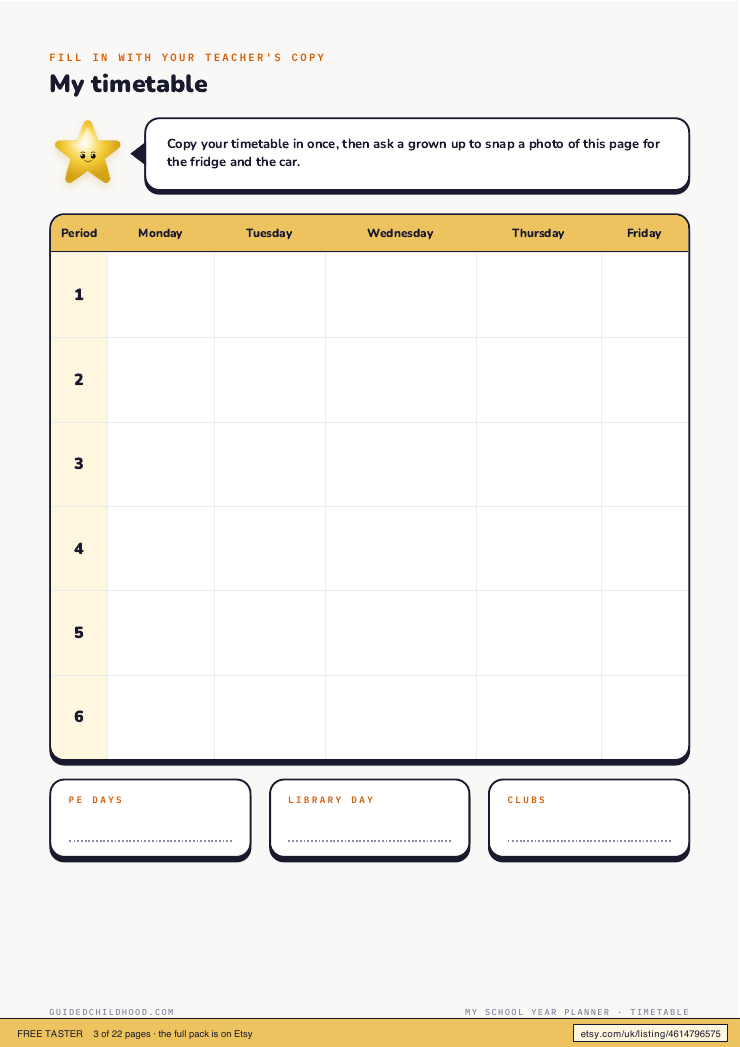 FILL IN WITH YOUR TEACHER'S COPY
My timetable
Copy your timetable in once, then ask a grown up to snap a photo of this page for
the fridge and the car.
Period Monday Tuesday Wednesday Thursday Friday
1
2
3
4
5
6
PE DAYS LIBRARY DAY CLUBS
GUIDEDCHILDHOOD.COM MY SCHOOL YEAR PLANNER · TIMETABLE
FREE TASTER 3 of 22 pages · the full pack is on Etsy etsy.com/uk/listing/4614796575